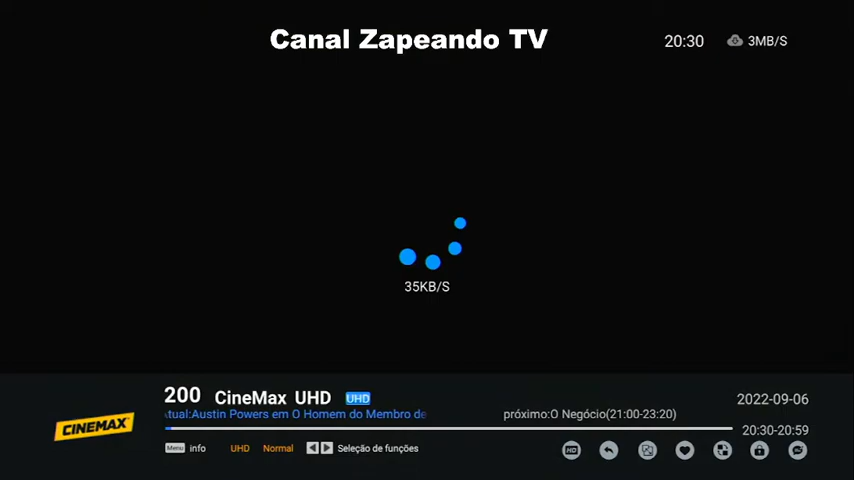 Canal Zapeando TV
20:30 3MB/S
35KB/S
200 CineMax UHD UHD
2022-09-06
tual:Austin Powers em O Homem do Membro de
próximo:O Negócio(21:00-23:20)
CINEMAX
20:30-20:59
Menu info UHD Normal Seleção de funções
HD